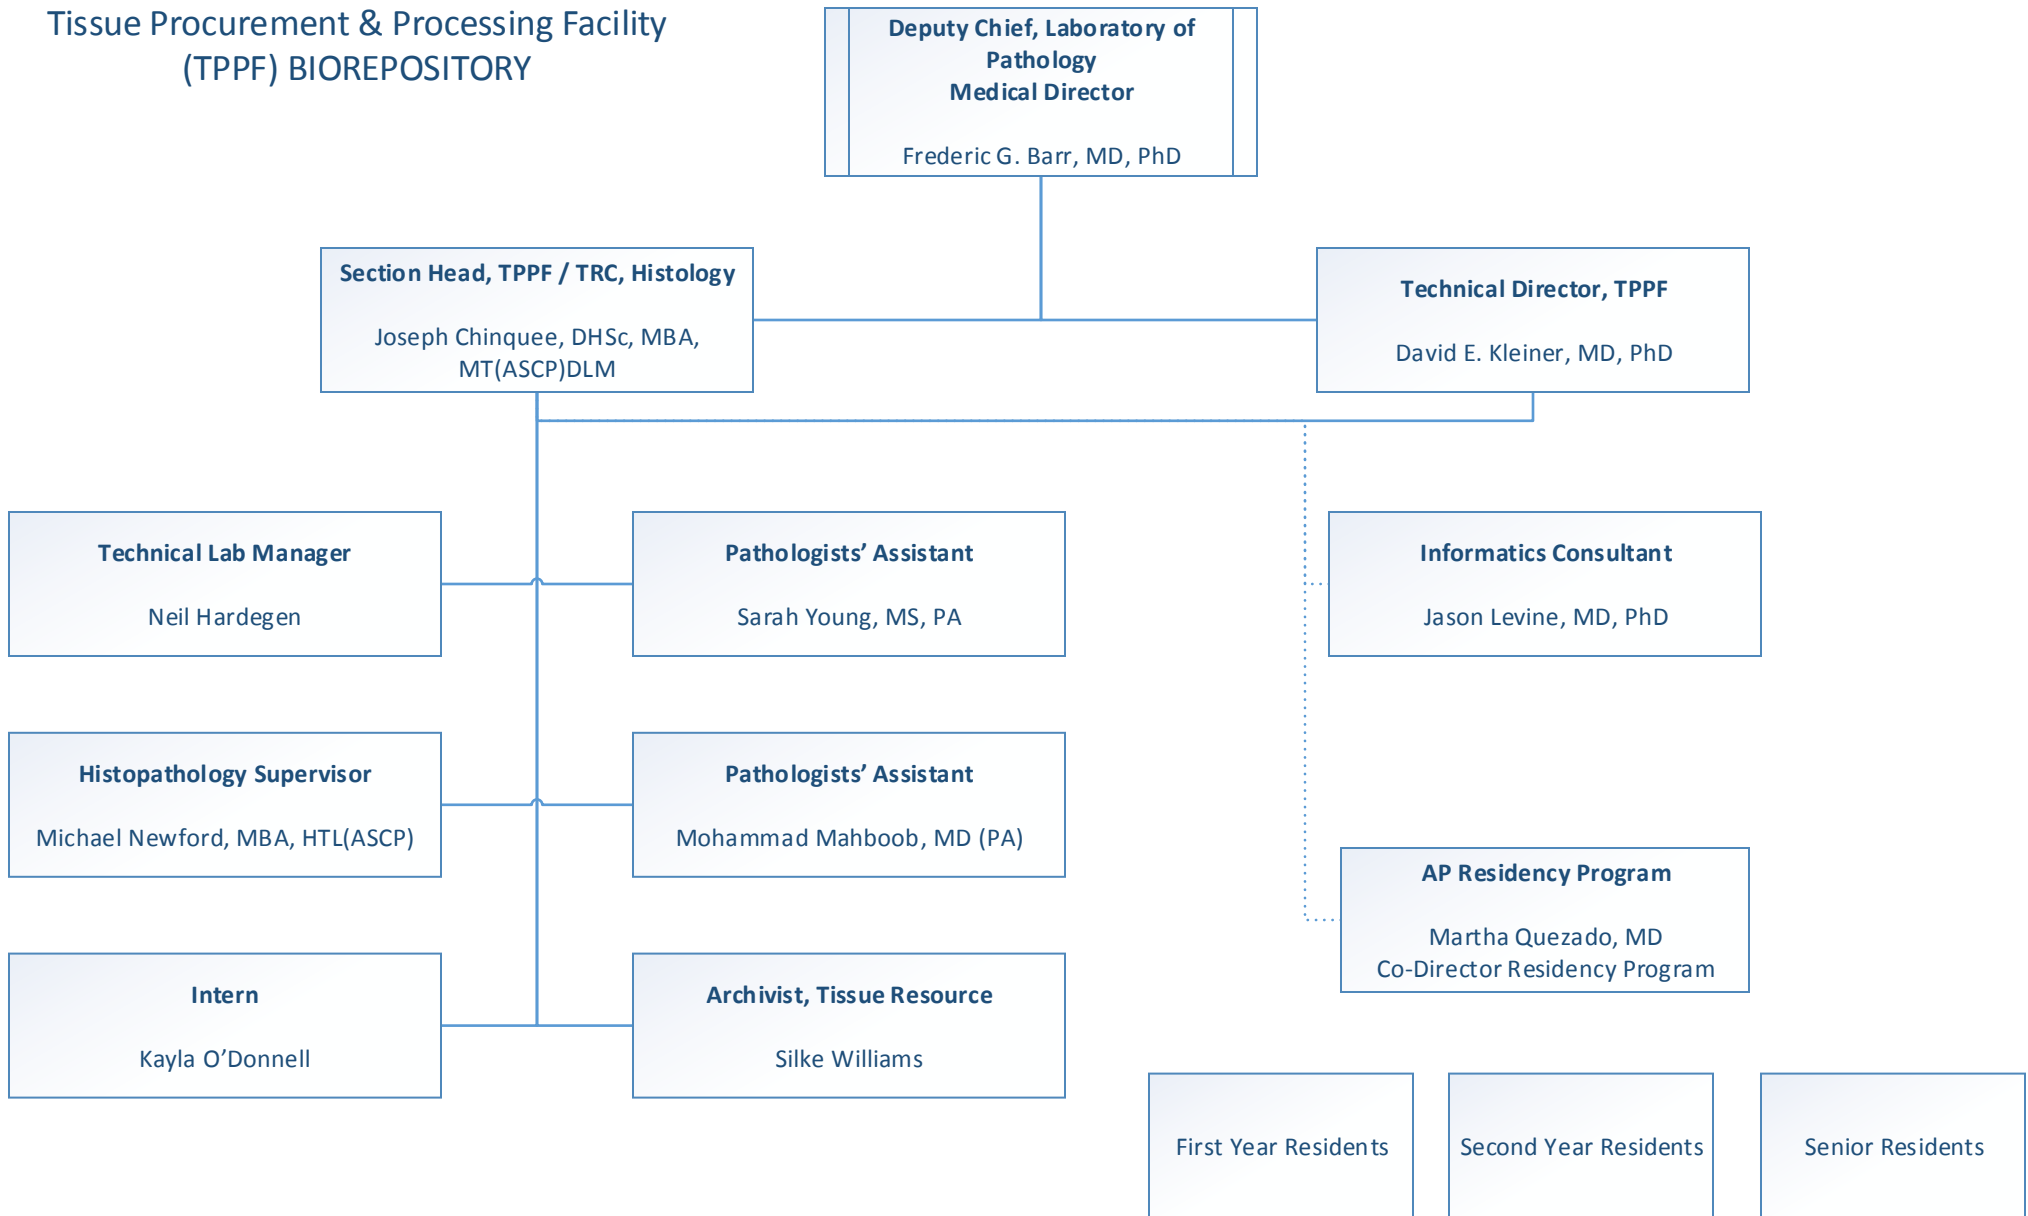 Tissue Procurement & Processing Facility
(TPPF) BIOREPOSITORY
Deputy Chief, Laboratory of
Pathology
Medical Director
Frederic G. Barr, MD, PhD
Section Head, TPPF / TRC, Histology
Joseph Chinquee, DHSc, MBA,
MT(ASCP)DLM
Technical Director, TPPF
David E. Kleiner, MD, PhD
Technical Lab Manager
Neil Hardegen
Pathologists’ Assistant
Sarah Young, MS, PA
Informatics Consultant
Jason Levine, MD, PhD
Histopathology Supervisor
Michael Newford, MBA, HTL(ASCP)
Pathologists’ Assistant
Mohammad Mahboob, MD (PA)
AP Residency Program
Martha Quezado, MD
Co-Director Residency Program
Intern
Kayla O’Donnell
Archivist, Tissue Resource
Silke Williams
First Year Residents
Second Year Residents
Senior Residents